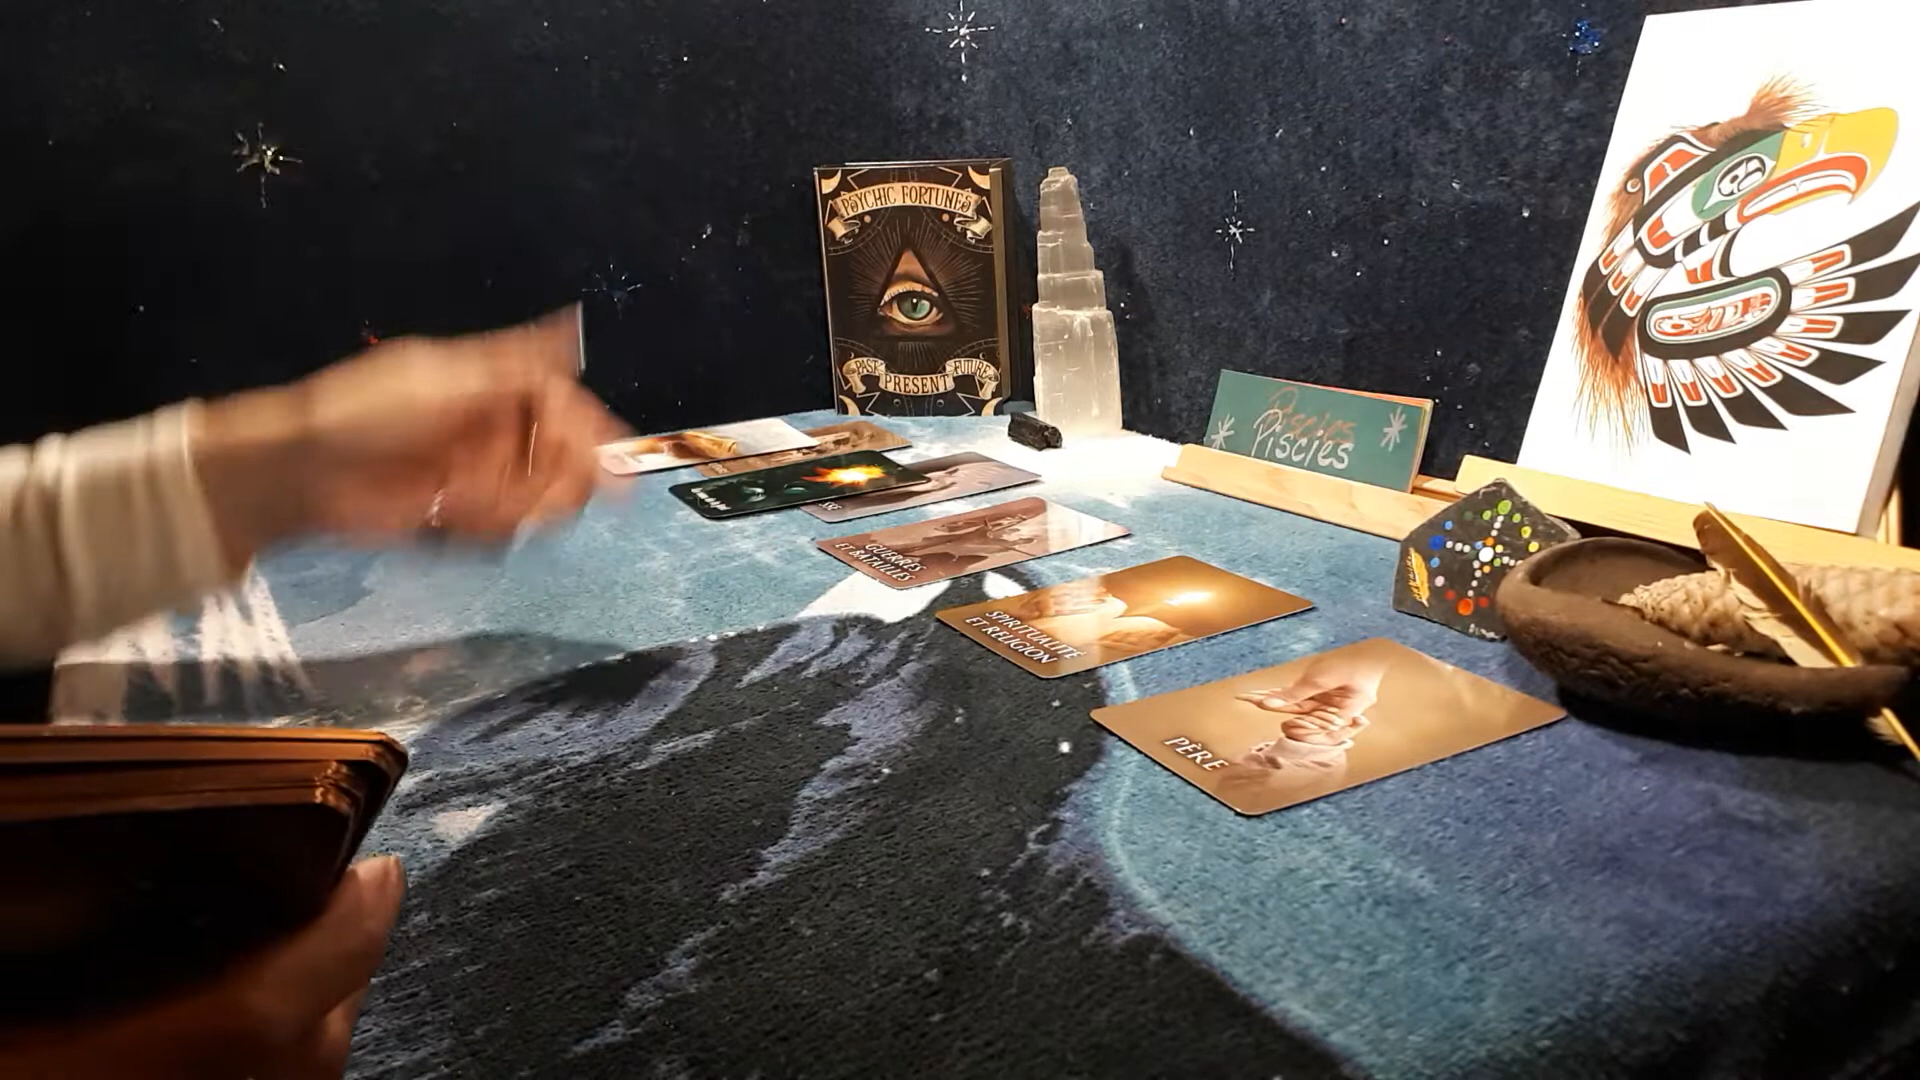 PSYCHIC FORTUNES
PAST
PRESENT
FUTURE
Piscies
Piscies
GUERRES
ET BATAILLES
SPIRITUALITÉ
ET RELIGION
PÈRE